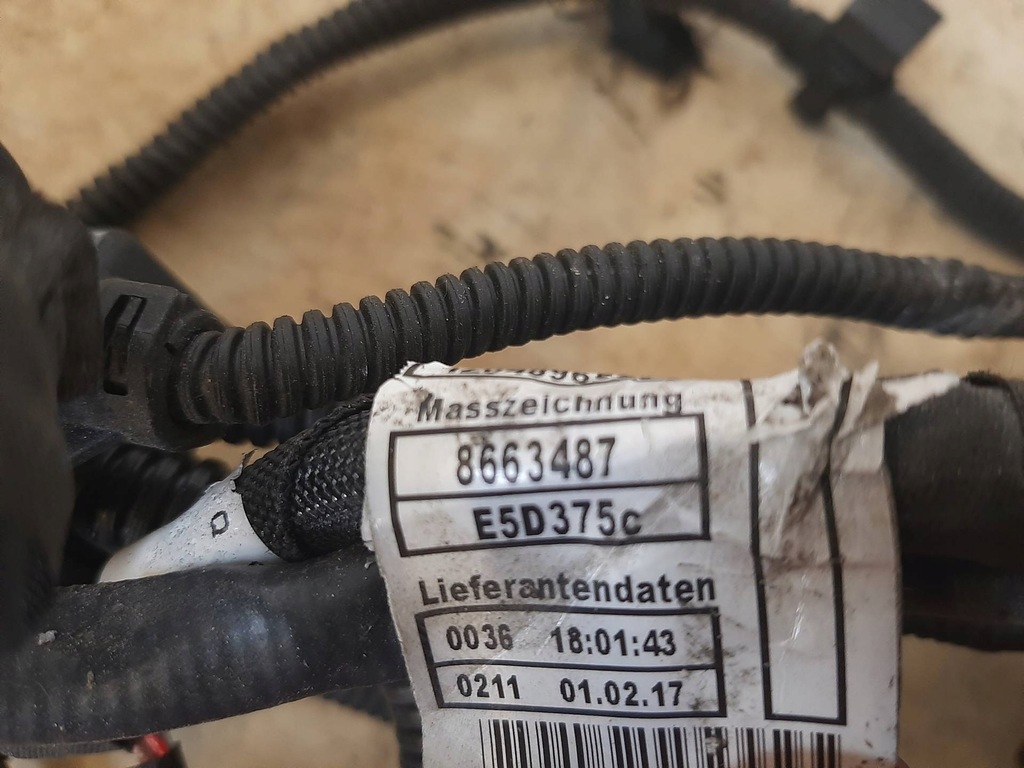 Masszeichnung
8663487
E5D375c
Lieferantendaten
0036 18:01:43
0211 01.02.17